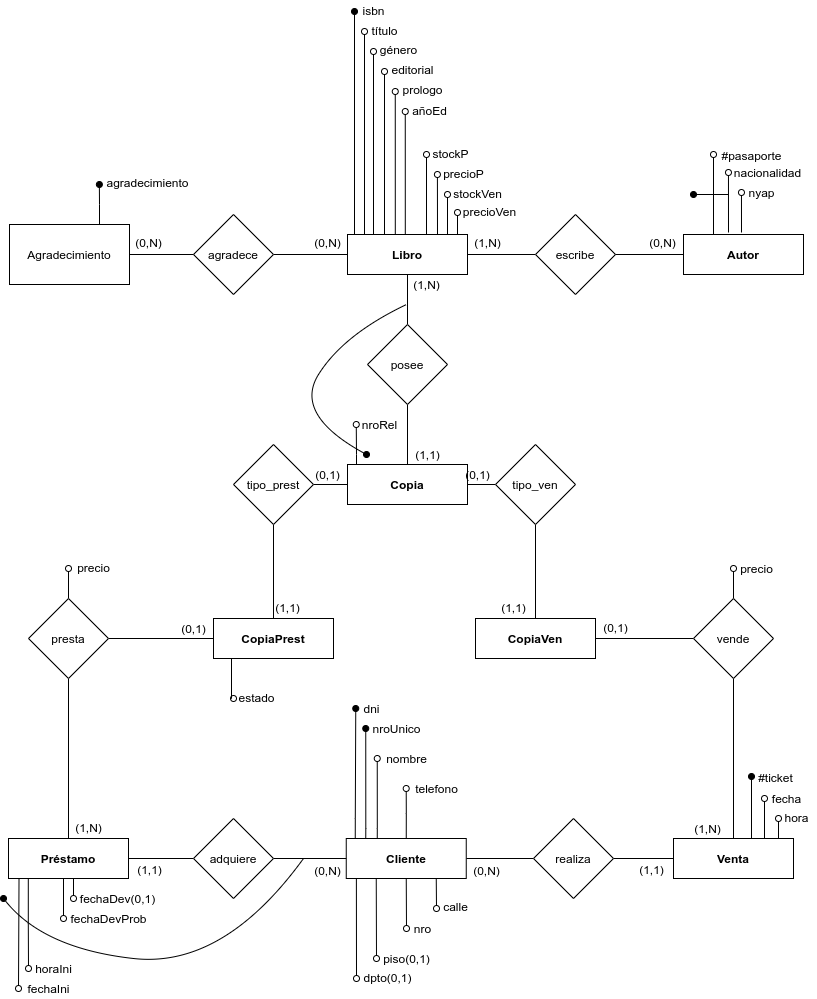 isbn
título
género
editorial
prologo
añoEd
stockP
precioP
stockVen
precioVen
#pasaporte
nacionalidad
nyap
agradecimiento
Agradecimiento
(0,N)
agradece
(0,N)
Libro
(1,N)
escribe
(0,N)
Autor
(1,N)
posee
nroRel
(1,1)
tipo_prest
(0,1)
Copia
(0,1)
tipo_ven
precio
precio
(1,1)
(1,1)
presta
(0,1)
CopiaPrest
CopiaVen
(0,1)
vende
estado
dni
nroUnico
nombre
telefono
#ticket
fecha
hora
(1,N)
(1,N)
Préstamo
(1,1)
adquiere
(0,N)
Cliente
(0,N)
realiza
(1,1)
Venta
fechaDev(0,1)
fechaDevProb
calle
nro
piso(0,1)
dpto(0,1)
horaIni
fechaIni